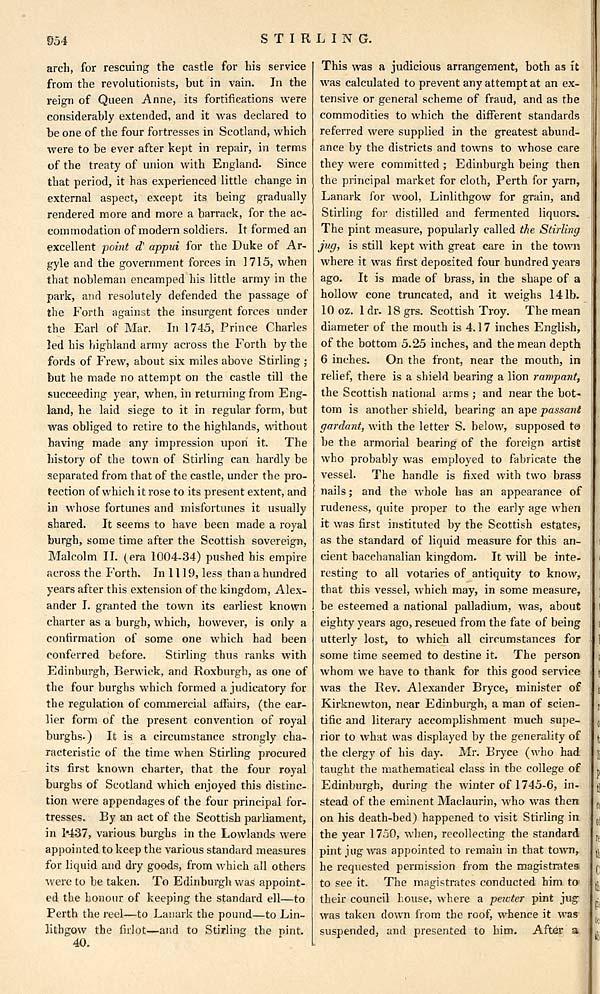 954
STIRLING.
arch, for rescuing the castle for his service
from the revolutionists, but in vain. In the
reign of Queen Anne, its fortifications were
considerably extended, and it was declared to
be one of the four fortresses in Scotland, which
were to be ever after kept in repair, in terms
of the treaty of union with England. Since
that period, it has experienced little change in
external aspect, except its being gradually
rendered more and more a barrack, for the ac-
commodation of modern soldiers. It formed an
excellent point d' appui for the Duke of Ar-
gyle and the government forces in 1715, when
that nobleman encamped his little army in the
park, and resolutely defended the passage of
the Forth against the insurgent forces under
the Earl of Mar. In 1745, Prince Charles
led his highland army across the Forth by the
fords of Frew, about six miles above Stirling ;
but he made no attempt on the castle till the
succeeding year, when, in returning from Eng-
land, he laid siege to it in regular form, but
was obliged to retire to the highlands, without
having made any impression upon it. The
history of the town of Stirling can hardly be
separated from that of the castle, under the pro-
tection of which it rose to its present extent, and
in whose fortunes and misfortunes it usually
shared. It seems to have been made a royal
burgh, some time after the Scottish sovereign,
Malcolm II. (era 1004-34) pushed his empire
across the Forth. In 1119, less than a hundred
years after this extension of the kingdom, Alex-
ander I. granted the town its earliest known
charter as a burgh, which, however, is only a
confirmation of some one which had been
conferred before. Stirling thus ranks with
Edinburgh, Berwick, and Roxburgh, as one of
the four burghs which formed a judicatory for
the regulation of commercial affairs, (the ear-
lier form of the present convention of royal
burghs.) It is a circumstance strongly cha-
racteristic of the time when Stirling procured
its first known charter, that the four royal
burghs of Scotland which enjoyed this distinc-
tion were appendages of the four principal for-
tresses. By an act of the Scottish parliament,
in 1437, various burghs in the Lowlands were
appointed to keep the various standard measures
for liquid and dry goods, from which all others
were to be taken. To Edinburgh was appoint-
ed the honour of keeping the standard ell—to
Perth the reel—to Lanark the pound—to Lin-
lithgow the firlot—and to Stirling the pint.
40.
This was a judicious arrangement, both as it
was calculated to prevent any attempt at an ex-
tensive or general scheme of fraud, and as the
commodities to which the different standards
referred were supplied in the greatest abund-
ance by the districts and towns to whose care
they were committed ; Edinburgh being then
the principal market for cloth, Perth for yarn,
Lanark for wool, Linlithgow for grain, and
Stirling for distilled and fermented liquors.
The pint measure, popularly called the Stirling
jug, is still kept with great care in the town
where it was first deposited four hundred years
ago. It is made of brass, in the shape of a
hollow cone truncated, and it weighs 14 lb.
10 oz. 1 dr. 18 grs. Scottish Troy. The mean
diameter of the mouth is 4.17 inches English,
of the bottom 5.25 inches, and the mean depth
6 inches. On the front, near the mouth, in
relief, there is a shield bearing a lion rampant,
the Scottish national arms ; and near the bot-
tom is another shield, bearing an ape passant
gardant, with the letter S. below, supposed to
be the armorial bearing of the foreign artist
who probably was employed to fabricate the
vessel. The handle is fixed with two brass
nails ; and the whole has an appearance of
rudeness, quite proper to the early age when
it was first instituted by the Scottish estates,
as the standard of liquid measure for this an-
cient bacchanalian kingdom. It will be inte-
resting to all votaries of antiquity to know,
that this vessel, which may, in some measure,
be esteemed a national palladium, was, about
eighty years ago, rescued from the fate of being
utterly lost, to which all circumstances for
some time seemed to destine it. The person
whom we have to thank for this good service
was the Rev. Alexander Bryce, minister of
Kirknewton, near Edinburgh, a man of scien-
tific and literary accomplishment much supe-
rior to what was displayed by the generality of
the clergy of his day. Mr. Bryce (who had
taught the mathematical class in the college of
Edinburgh, during the winter of 1745-6, in-
stead of the eminent Maclaurin, who was then
on his death-bed) happened to visit Stirling in
the year 1750, when, recollecting the standard
pint jug was appointed to remain in that town,
he requested permission from the magistrates
to see it. The magistrates conducted him to
their council house, where a pewter pint jug
was taken down from the roof, whence it was
suspended, and presented to him. After a